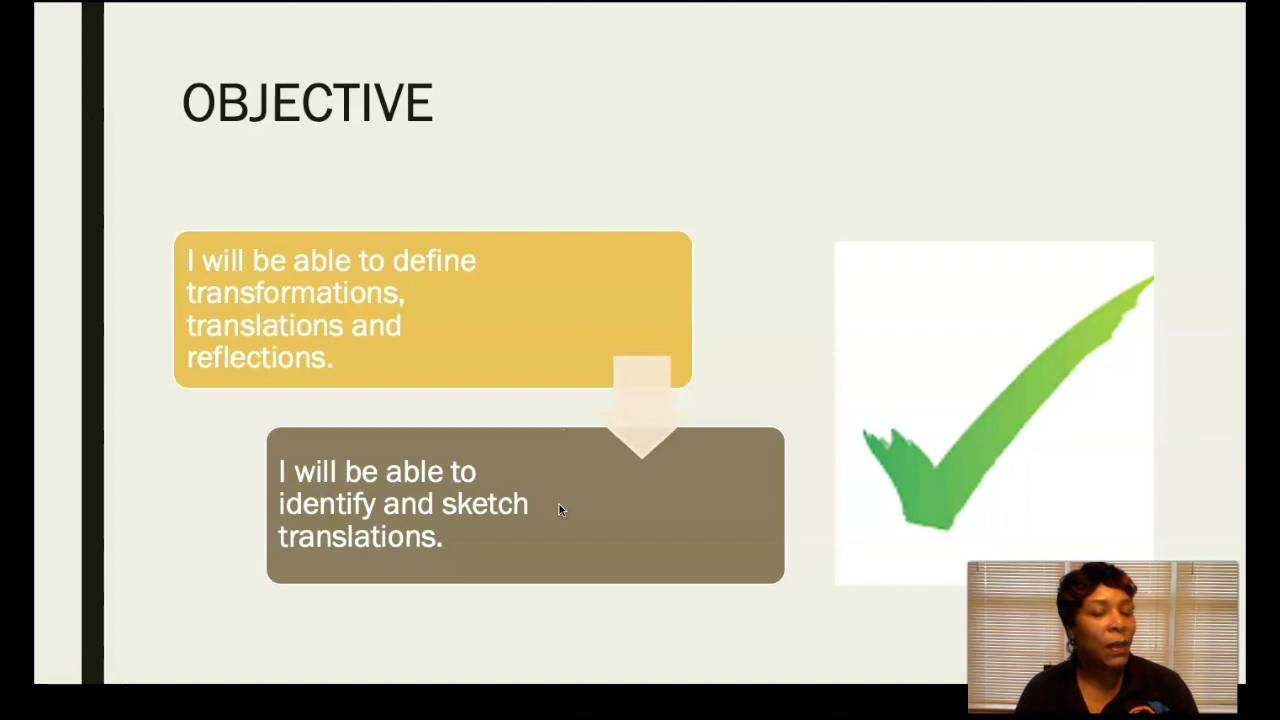 OBJECTIVE
I will be able to define
transformations,
translations and
reflections.
I will be able to
identify and sketch
translations.